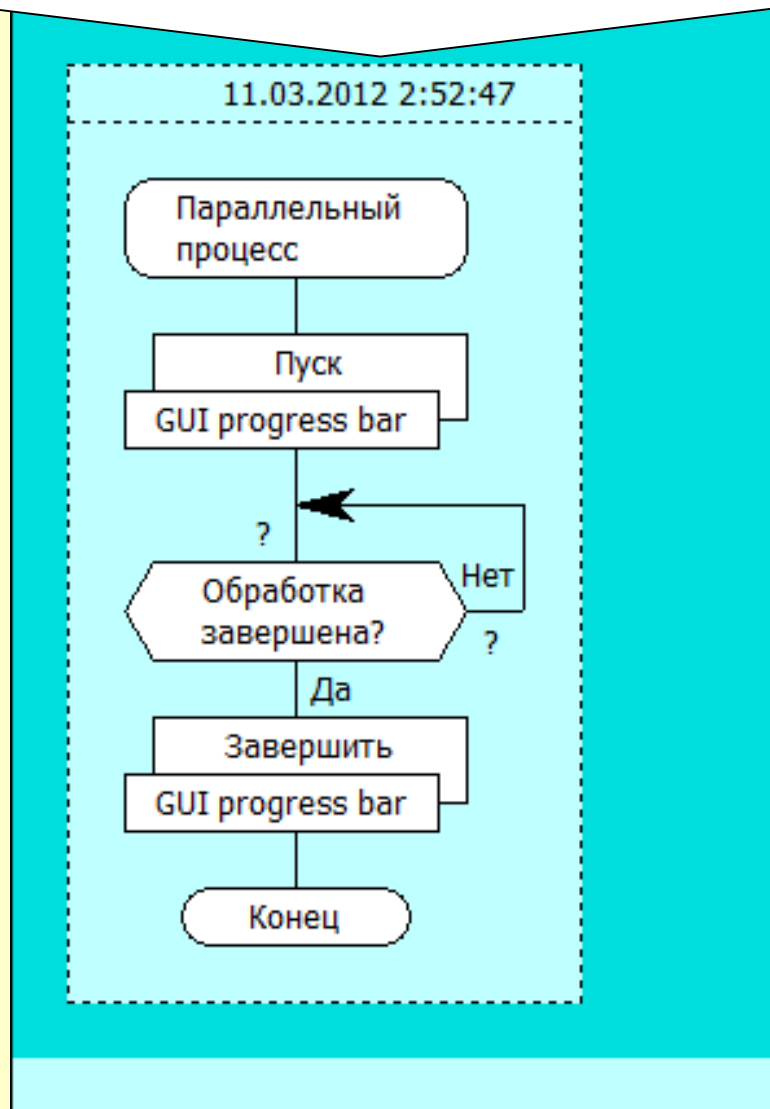 11.03.2012 2:52:47
Параллельный
процесс
Пуск
GUI progress bar
?
Нет
Обработка
завершена?
?
Да
Завершить
GUI progress bar
Конец